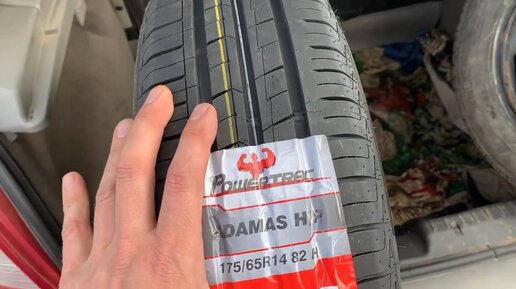 POWERTRAC
ADAMAS H/P
175/65R14 82 H